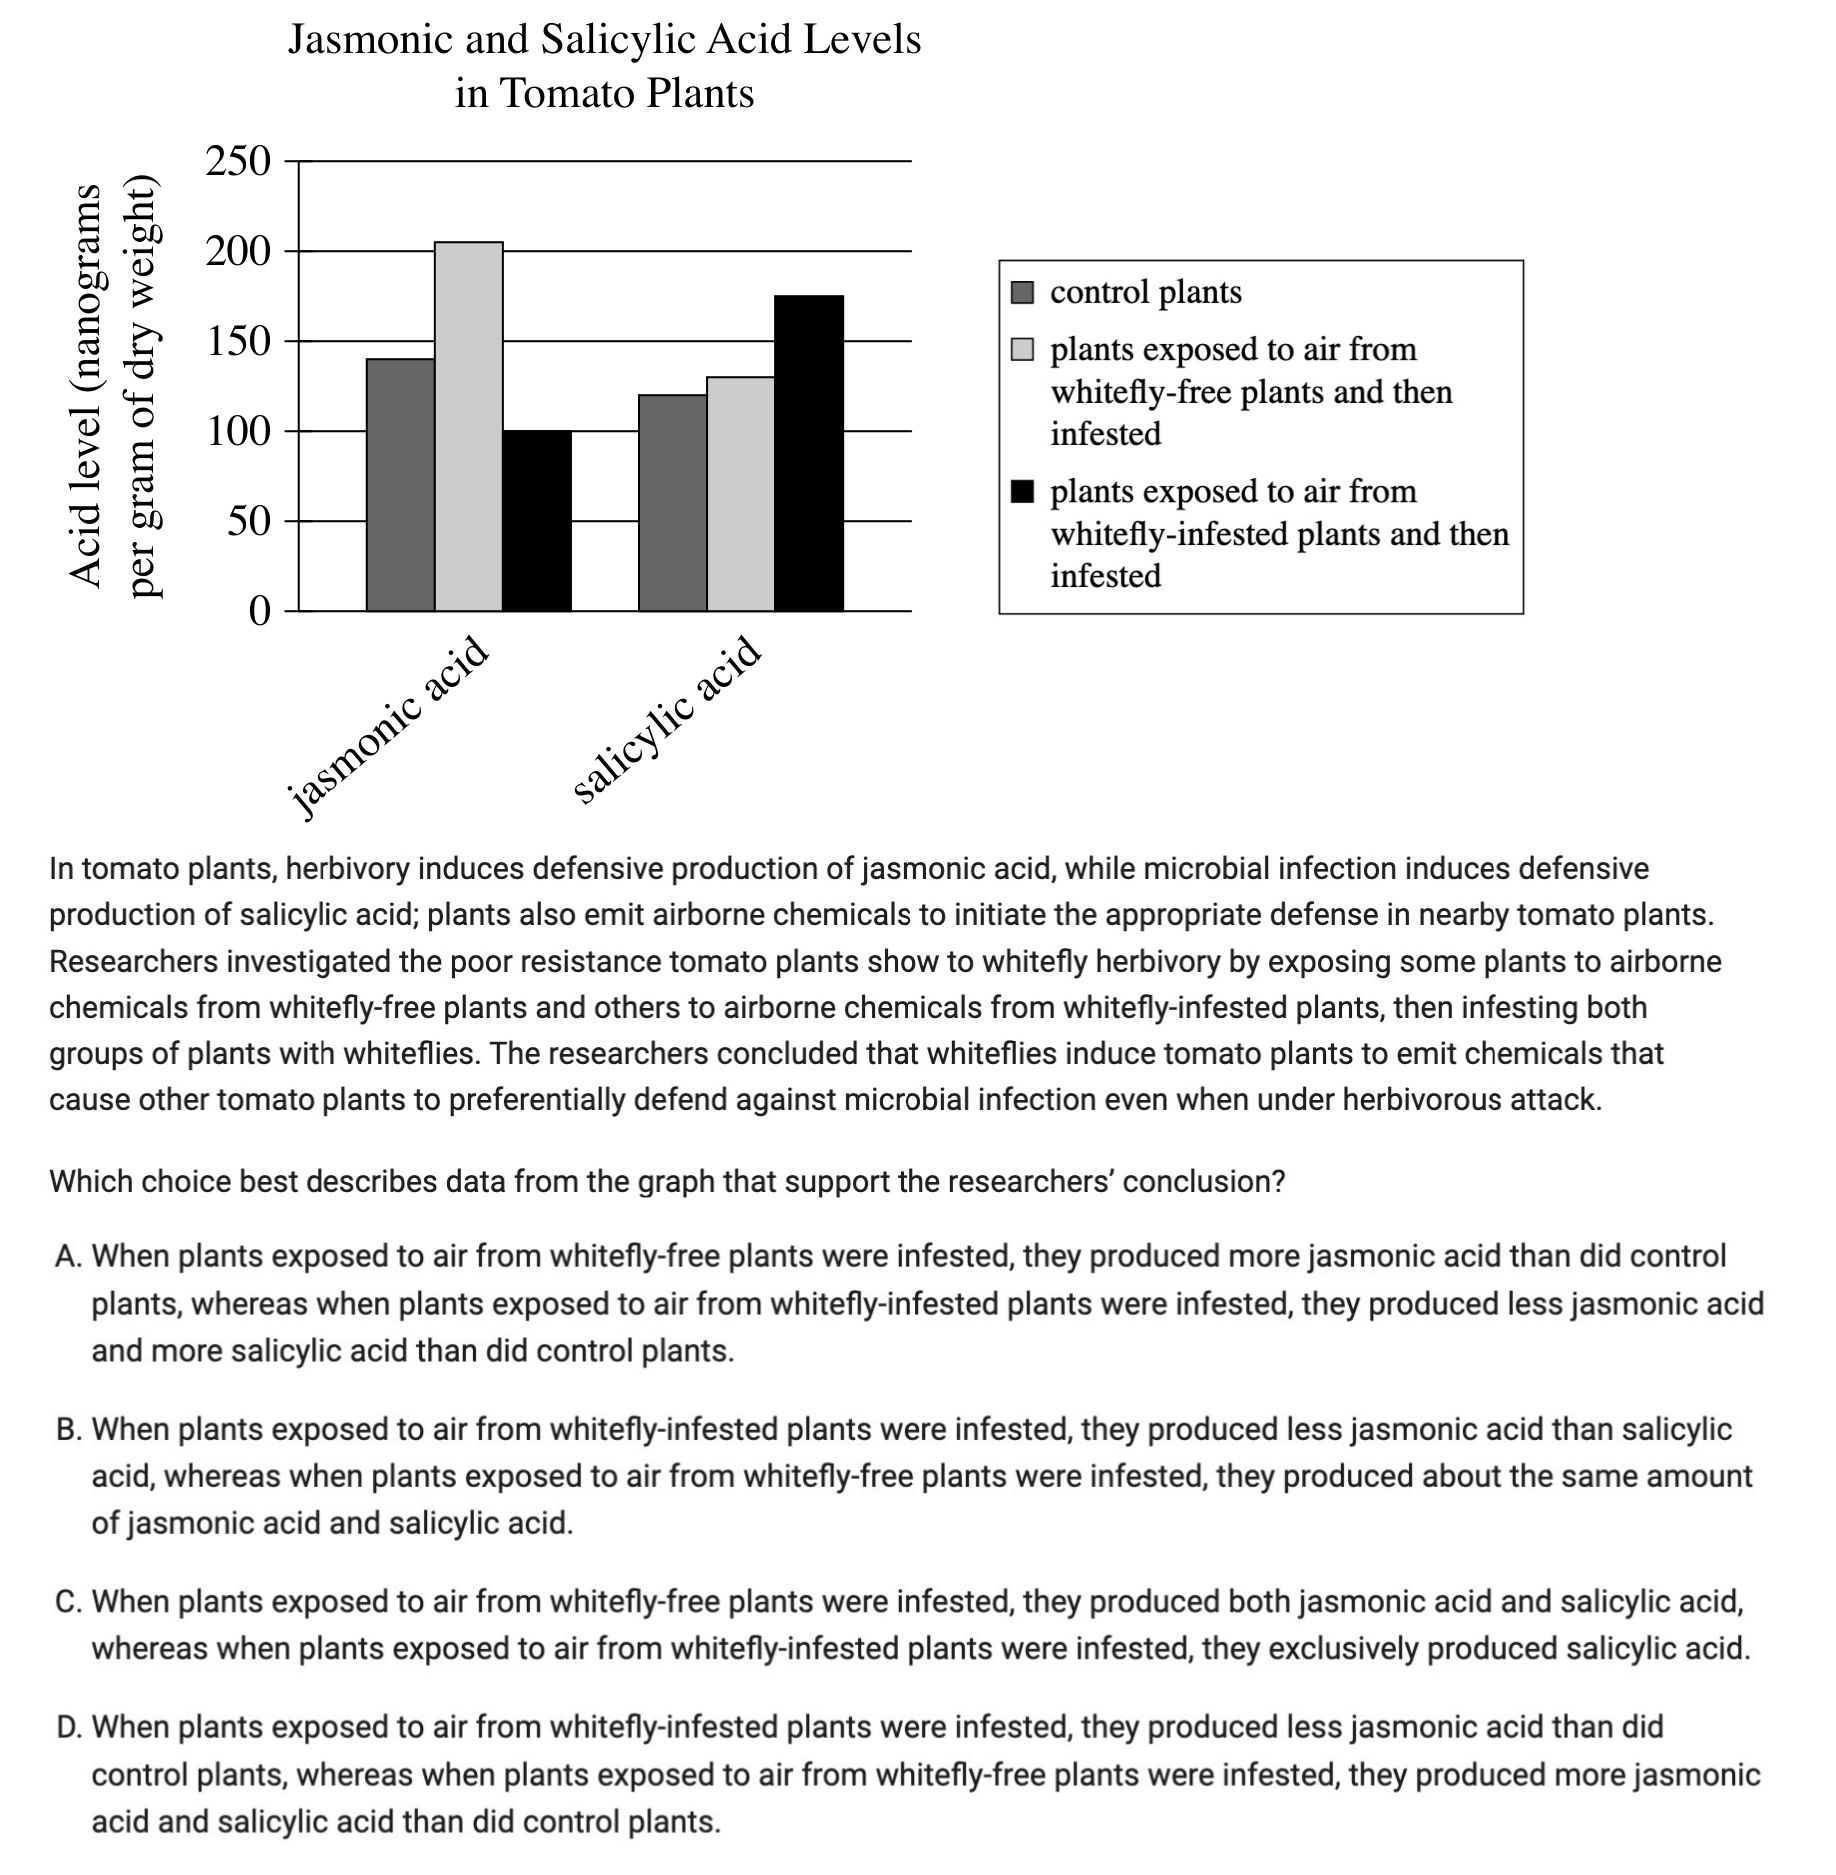 Jasmonic and Salicylic Acid Levels
in Tomato Plants
Acid level (nanograms
per gram of dry weight)
250
200
150
100
50
0
jasmonic acid
salicylic acid
control plants
plants exposed to air from
whitefly-free plants and then
infested
plants exposed to air from
whitefly-infested plants and then
infested
In tomato plants, herbivory induces defensive production of jasmonic acid, while microbial infection induces defensive
production of salicylic acid; plants also emit airborne chemicals to initiate the appropriate defense in nearby tomato plants.
Researchers investigated the poor resistance tomato plants show to whitefly herbivory by exposing some plants to airborne
chemicals from whitefly-free plants and others to airborne chemicals from whitefly-infested plants, then infesting both
groups of plants with whiteflies. The researchers concluded that whiteflies induce tomato plants to emit chemicals that
cause other tomato plants to preferentially defend against microbial infection even when under herbivorous attack.
Which choice best describes data from the graph that support the researchers’ conclusion?
A. When plants exposed to air from whitefly-free plants were infested, they produced more jasmonic acid than did control
plants, whereas when plants exposed to air from whitefly-infested plants were infested, they produced less jasmonic acid
and more salicylic acid than did control plants.
B. When plants exposed to air from whitefly-infested plants were infested, they produced less jasmonic acid than salicylic
acid, whereas when plants exposed to air from whitefly-free plants were infested, they produced about the same amount
of jasmonic acid and salicylic acid.
C. When plants exposed to air from whitefly-free plants were infested, they produced both jasmonic acid and salicylic acid,
whereas when plants exposed to air from whitefly-infested plants were infested, they exclusively produced salicylic acid.
D. When plants exposed to air from whitefly-infested plants were infested, they produced less jasmonic acid than did
control plants, whereas when plants exposed to air from whitefly-free plants were infested, they produced more jasmonic
acid and salicylic acid than did control plants.